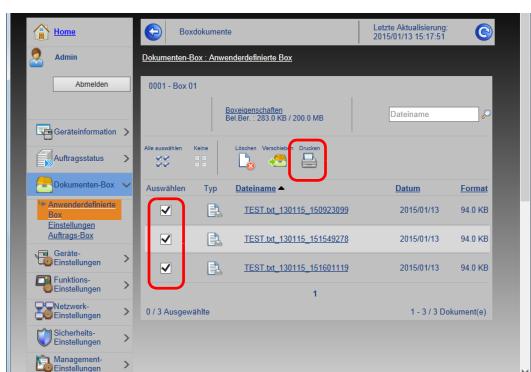 Home
Admin
Abmelden
Geräteinformation
Auftragsstatus
Dokumenten-Box
Anwenderdefinierte
Box
Einstellungen
Auftrags-Box
Geräte-
Einstellungen
Funktions-
Einstellungen
Netzwerk-
Einstellungen
Sicherheits-
Einstellungen
Management-
Einstellungen
Boxdokumente
Letzte Aktualisierung:
2015/01/13 15:17:51
Dokumenten-Box : Anwenderdefinierte Box
0001 - Box 01
Boxeigenschaften
Bel.Ber. : 283.0 KB / 200.0 MB
Dateiname
Alle auswählen Keine Löschen Verschieben Drucken
Auswählen Typ Dateiname Datum Format
TEST.txt_130115_150923099 2015/01/13 94.0 KB
TEST.txt_130115_151549278 2015/01/13 94.0 KB
TEST.txt_130115_151601119 2015/01/13 94.0 KB
1
0 / 3 Ausgewählte 1 - 3 / 3 Dokument(e)